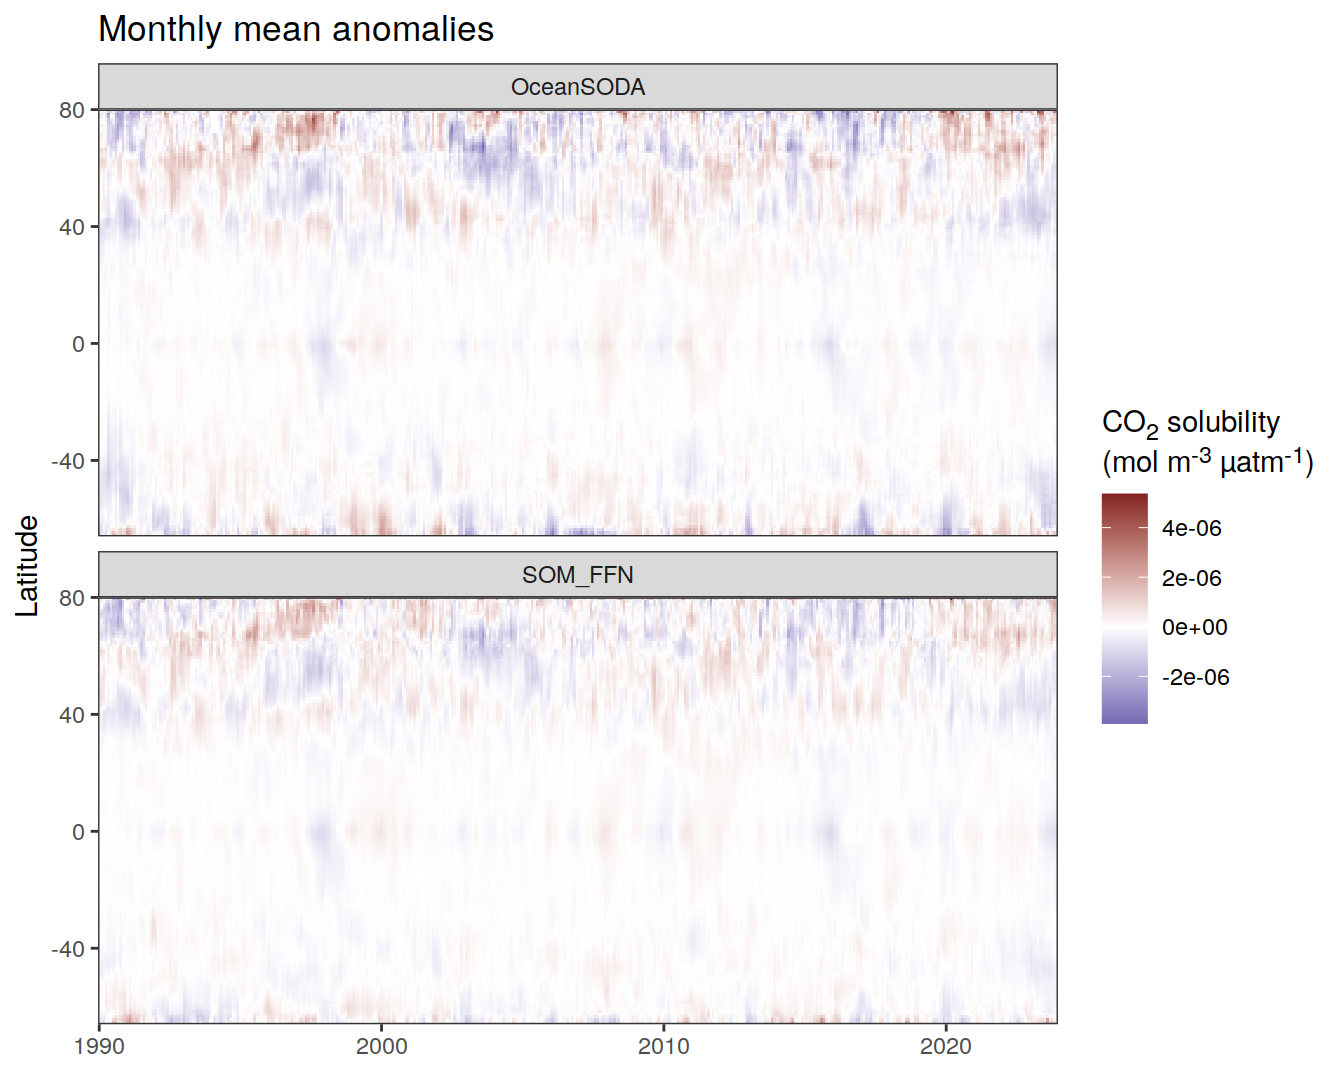 Monthly mean anomalies
OceanSODA
80
40
0
-40
SOM_FFN
80
40
0
-40
1990
2000
2010
2020
Latitude
CO₂ solubility
(mol m⁻³ µatm⁻¹)
4e-06
2e-06
0e+00
-2e-06